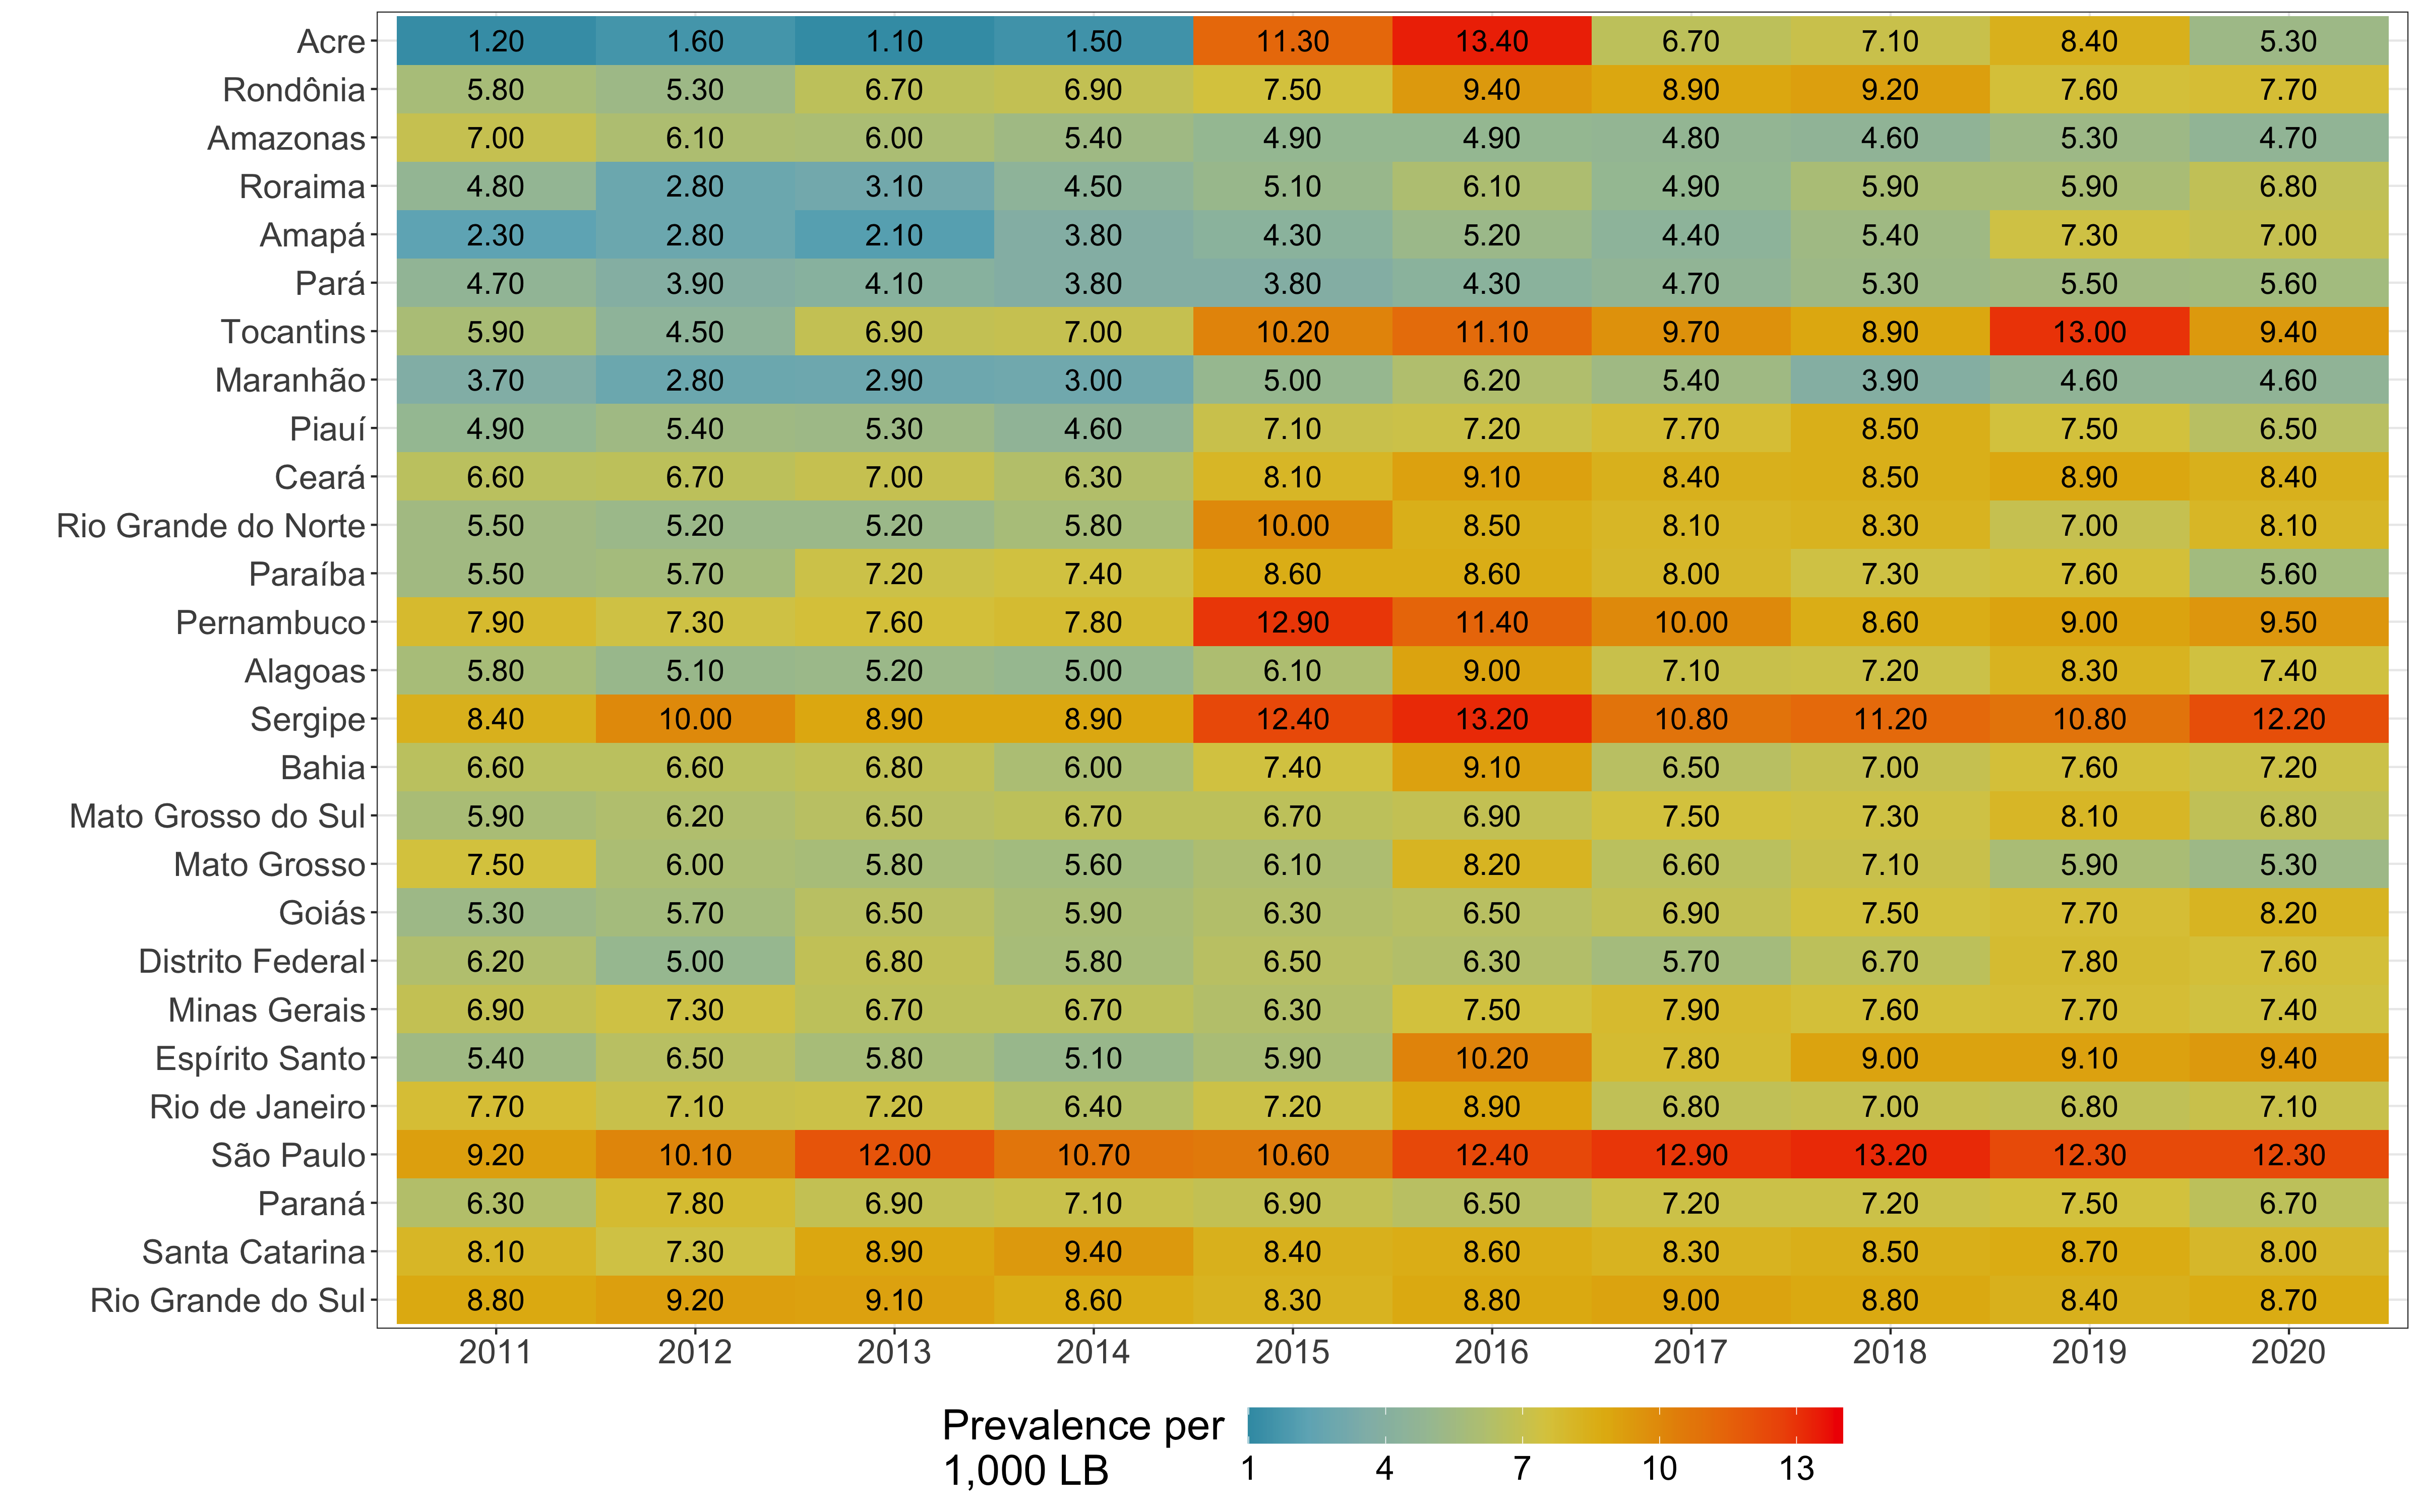 Acre 1.20 1.60 1.10 1.50 11.30 13.40 6.70 7.10 8.40 5.30
Rondônia 5.80 5.30 6.70 6.90 7.50 9.40 8.90 9.20 7.60 7.70
Amazonas 7.00 6.10 6.00 5.40 4.90 4.90 4.80 4.60 5.30 4.70
Roraima 4.80 2.80 3.10 4.50 5.10 6.10 4.90 5.90 5.90 6.80
Amapá 2.30 2.80 2.10 3.80 4.30 5.20 4.40 5.40 7.30 7.00
Pará 4.70 3.90 4.10 3.80 3.80 4.30 4.70 5.30 5.50 5.60
Tocantins 5.90 4.50 6.90 7.00 10.20 11.10 9.70 8.90 13.00 9.40
Maranhão 3.70 2.80 2.90 3.00 5.00 6.20 5.40 3.90 4.60 4.60
Piauí 4.90 5.40 5.30 4.60 7.10 7.20 7.70 8.50 7.50 6.50
Ceará 6.60 6.70 7.00 6.30 8.10 9.10 8.40 8.50 8.90 8.40
Rio Grande do Norte 5.50 5.20 5.20 5.80 10.00 8.50 8.10 8.30 7.00 8.10
Paraíba 5.50 5.70 7.20 7.40 8.60 8.60 8.00 7.30 7.60 5.60
Pernambuco 7.90 7.30 7.60 7.80 12.90 11.40 10.00 8.60 9.00 9.50
Alagoas 5.80 5.10 5.20 5.00 6.10 9.00 7.10 7.20 8.30 7.40
Sergipe 8.40 10.00 8.90 8.90 12.40 13.20 10.80 11.20 10.80 12.20
Bahia 6.60 6.60 6.80 6.00 7.40 9.10 6.50 7.00 7.60 7.20
Mato Grosso do Sul 5.90 6.20 6.50 6.70 6.70 6.90 7.50 7.30 8.10 6.80
Mato Grosso 7.50 6.00 5.80 5.60 6.10 8.20 6.60 7.10 5.90 5.30
Goiás 5.30 5.70 6.50 5.90 6.30 6.50 6.90 7.50 7.70 8.20
Distrito Federal 6.20 5.00 6.80 5.80 6.50 6.30 5.70 6.70 7.80 7.60
Minas Gerais 6.90 7.30 6.70 6.70 6.30 7.50 7.90 7.60 7.70 7.40
Espírito Santo 5.40 6.50 5.80 5.10 5.90 10.20 7.80 9.00 9.10 9.40
Rio de Janeiro 7.70 7.10 7.20 6.40 7.20 8.90 6.80 7.00 6.80 7.10
São Paulo 9.20 10.10 12.00 10.70 10.60 12.40 12.90 13.20 12.30 12.30
Paraná 6.30 7.80 6.90 7.10 6.90 6.50 7.20 7.20 7.50 6.70
Santa Catarina 8.10 7.30 8.90 9.40 8.40 8.60 8.30 8.50 8.70 8.00
Rio Grande do Sul 8.80 9.20 9.10 8.60 8.30 8.80 9.00 8.80 8.40 8.70
2011 2012 2013 2014 2015 2016 2017 2018 2019 2020
Prevalence per
1,000 LB
1 4 7 10 13